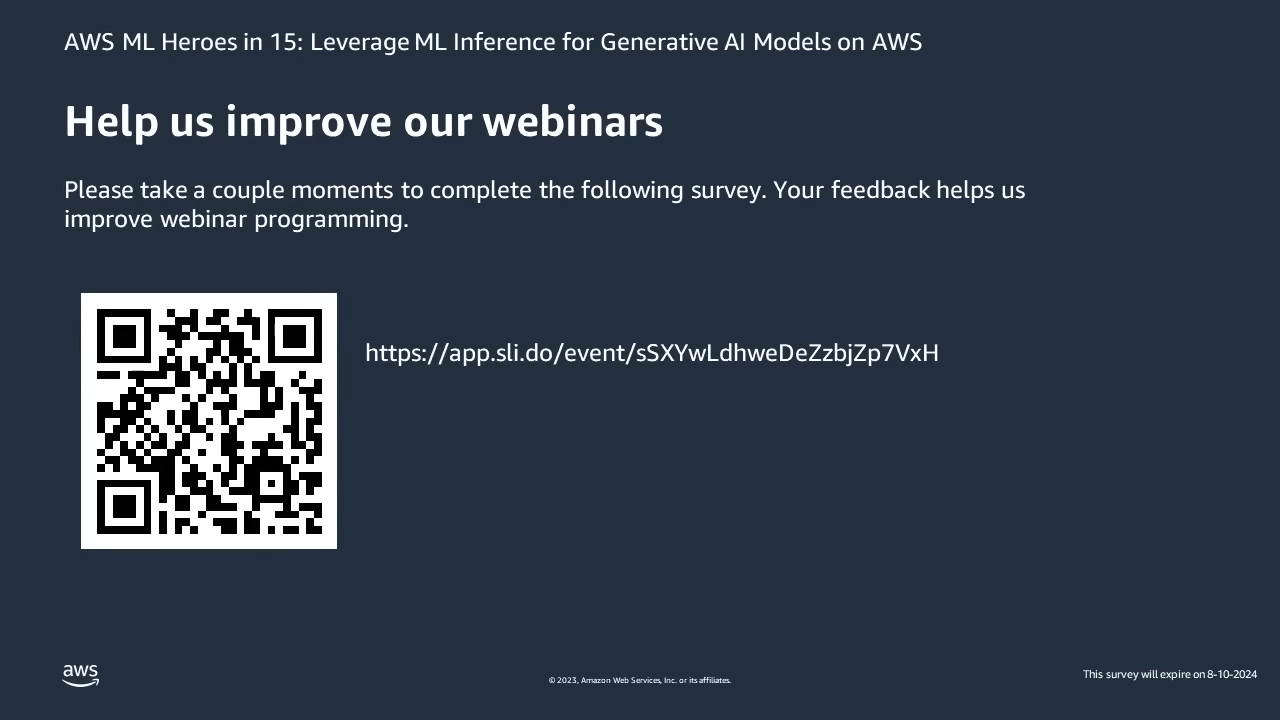 AWS ML Heroes in 15: Leverage ML Inference for Generative AI Models on AWS
Help us improve our webinars
Please take a couple moments to complete the following survey. Your feedback helps us
improve webinar programming.
https://app.sli.do/event/sSXYwLdhweDeZzbjZp7VxH
aws
© 2023, Amazon Web Services, Inc. or its affiliates.
This survey will expire on 8-10-2024